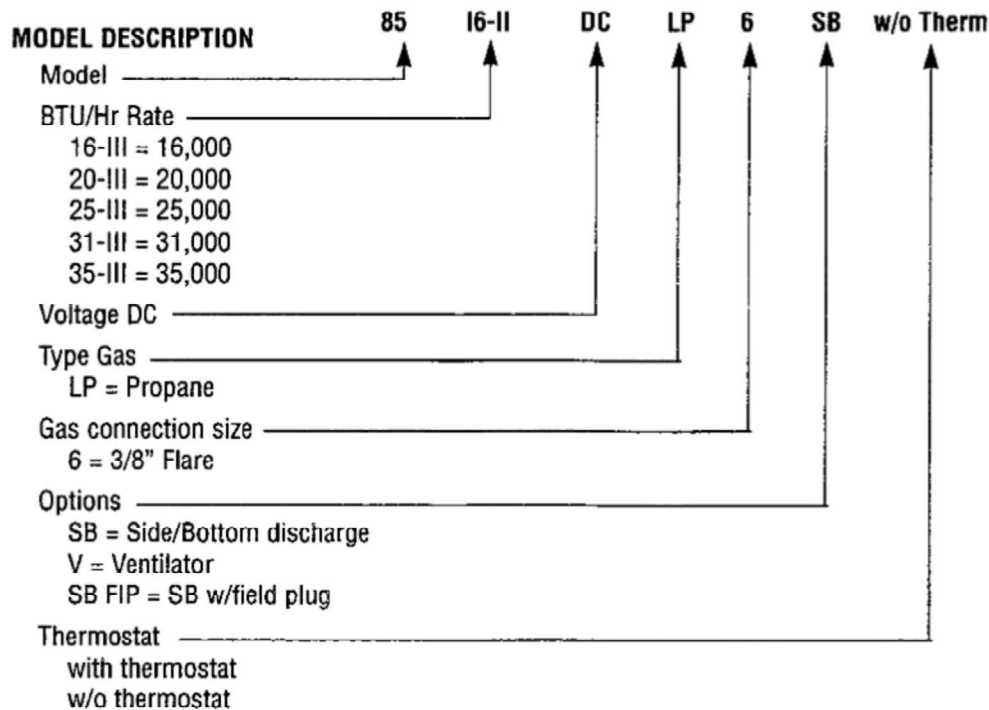 85 I6-II DC LP 6 SB w/o Therm
MODEL DESCRIPTION
Model
BTU/Hr Rate
16-III = 16,000
20-III = 20,000
25-III = 25,000
31-III = 31,000
35-III = 35,000
Voltage DC
Type Gas
LP = Propane
Gas connection size
6 = 3/8" Flare
Options
SB = Side/Bottom discharge
V = Ventilator
SB FIP = SB w/field plug
Thermostat
with thermostat
w/o thermostat